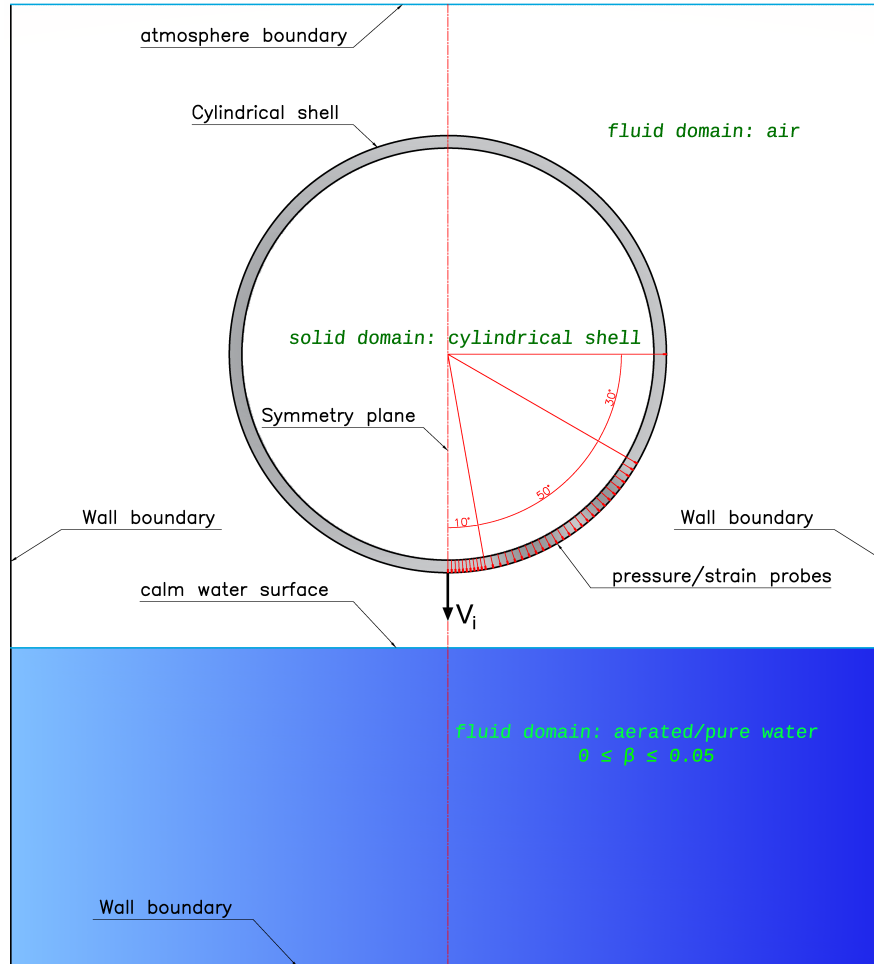 atmosphere boundary
Cylindrical shell
fluid domain: air
solid domain: cylindrical shell
30°
Symmetry plane
50°
10°
Wall boundary
Wall boundary
pressure/strain probes
calm water surface
Vi
fluid domain: aerated/pure water
0 ≤ β ≤ 0.05
Wall boundary